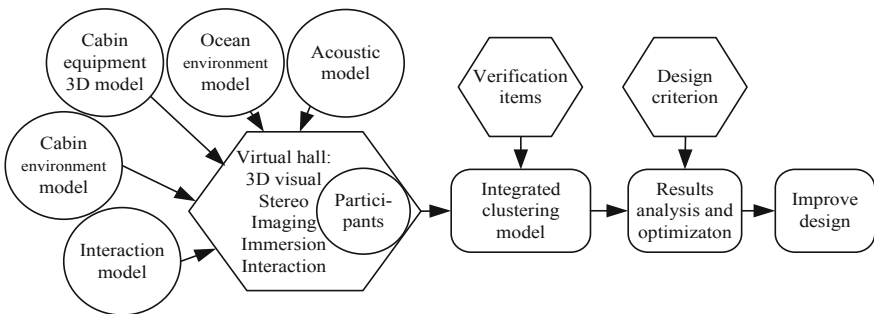 Cabin
equipment
3D model
Ocean
environment
model
Acoustic
model
Cabin
environment
model
Interaction
model
Virtual hall:
3D visual
Stereo
Imaging
Immersion
Interaction
Partici-
pants
Verification
items
Integrated
clustering
model
Design
criterion
Results
analysis and
optimizaton
Improve
design